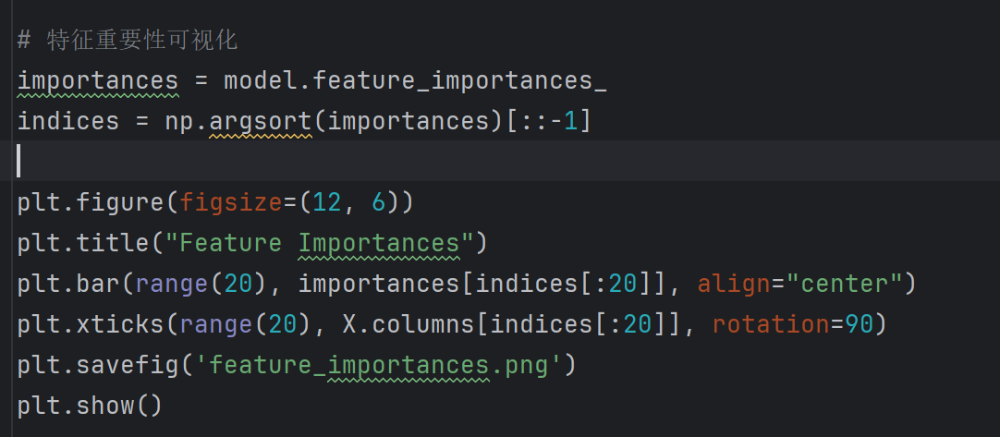 # 特征重要性可视化
importances = model.feature_importances_
indices = np.argsort(importances)[::-1]
plt.figure(figsize=(12, 6))
plt.title("Feature Importances")
plt.bar(range(20), importances[indices[:20]], align="center")
plt.xticks(range(20), X.columns[indices[:20]], rotation=90)
plt.savefig('feature_importances.png')
plt.show()